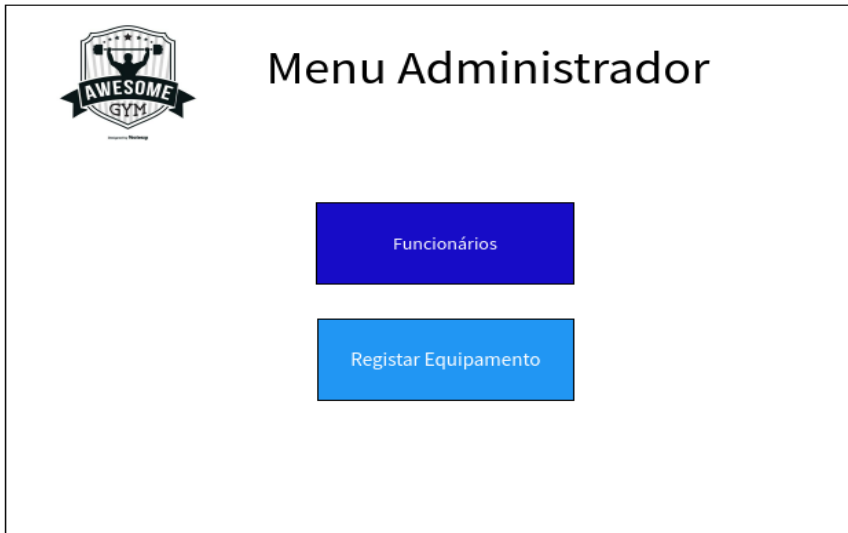 Menu Administrador
AWESOME
GYM
Funcionários
Registar Equipamento